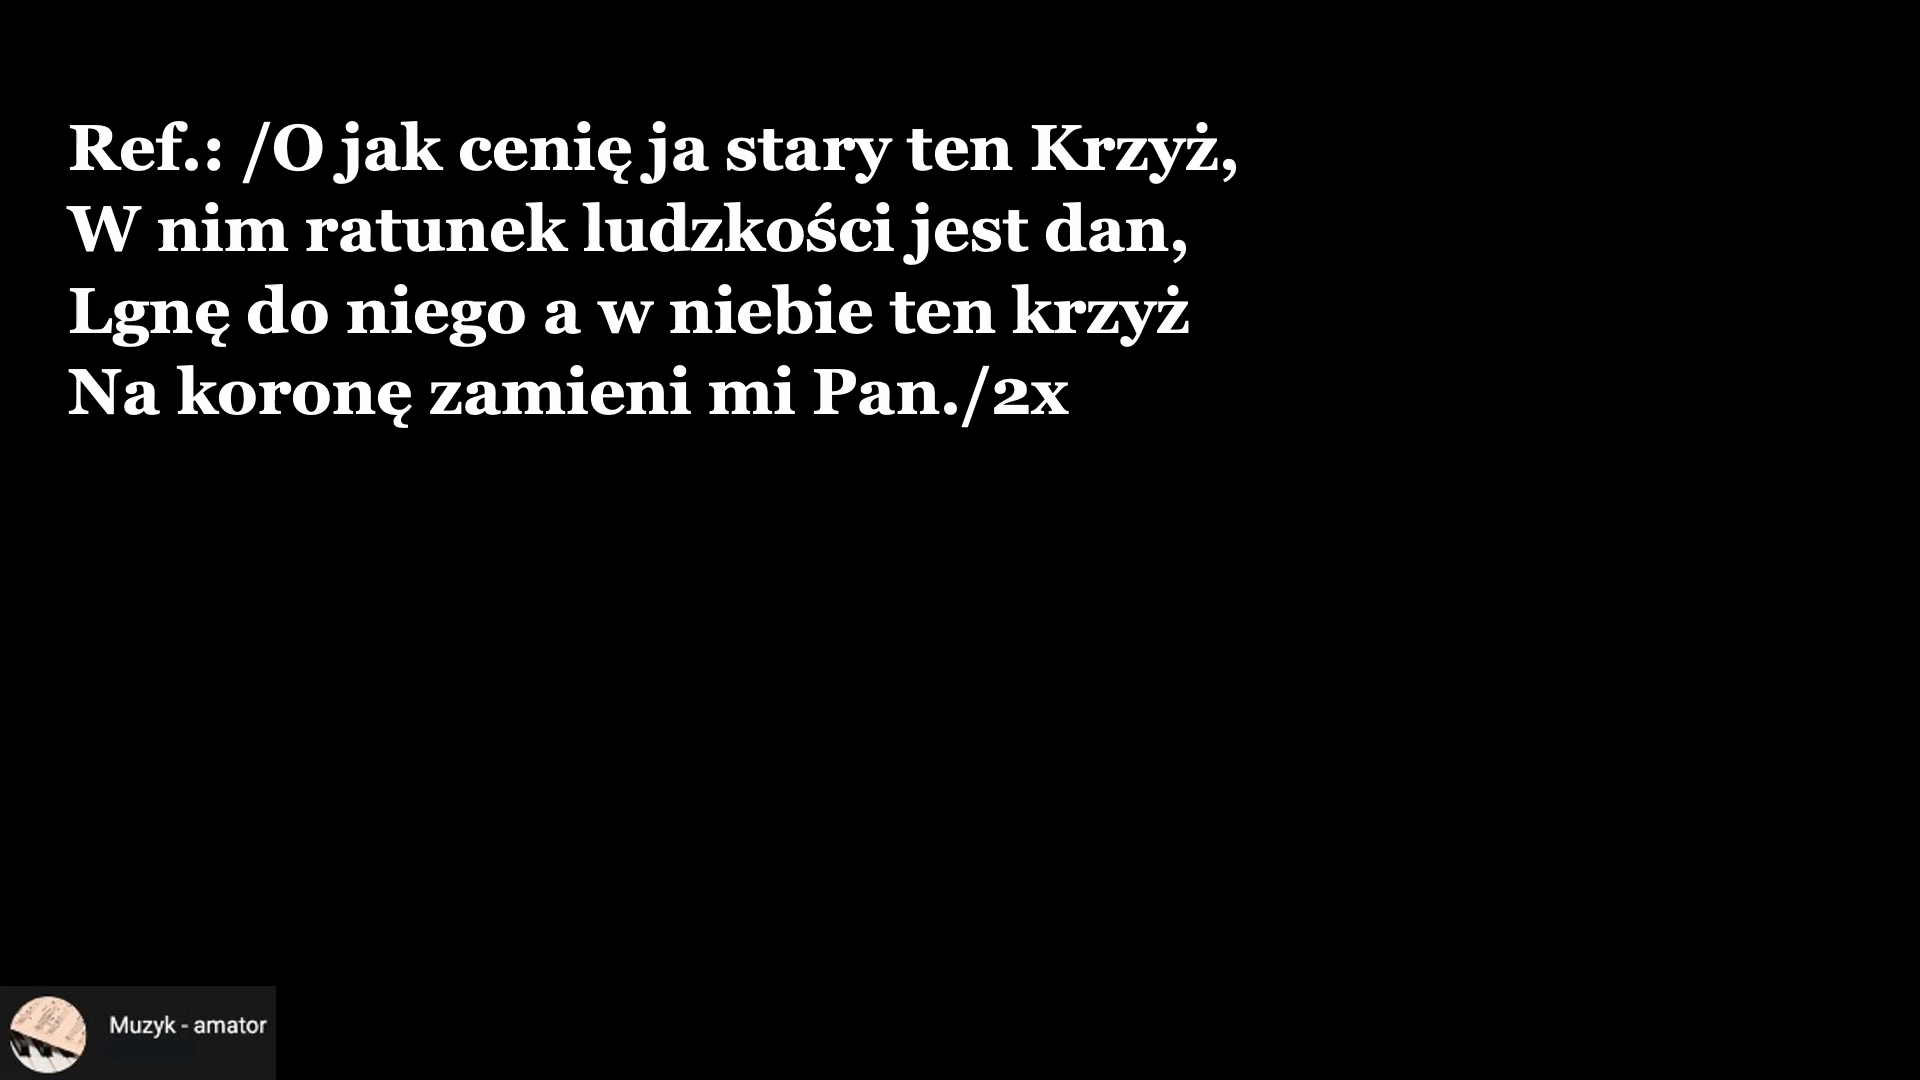 Ref.: /O jak cenię ja stary ten Krzyż,
W nim ratunek ludzkości jest dan,
Lgnę do niego a w niebie ten krzyż
Na koronę zamieni mi Pan./2x
Muzyk - amator